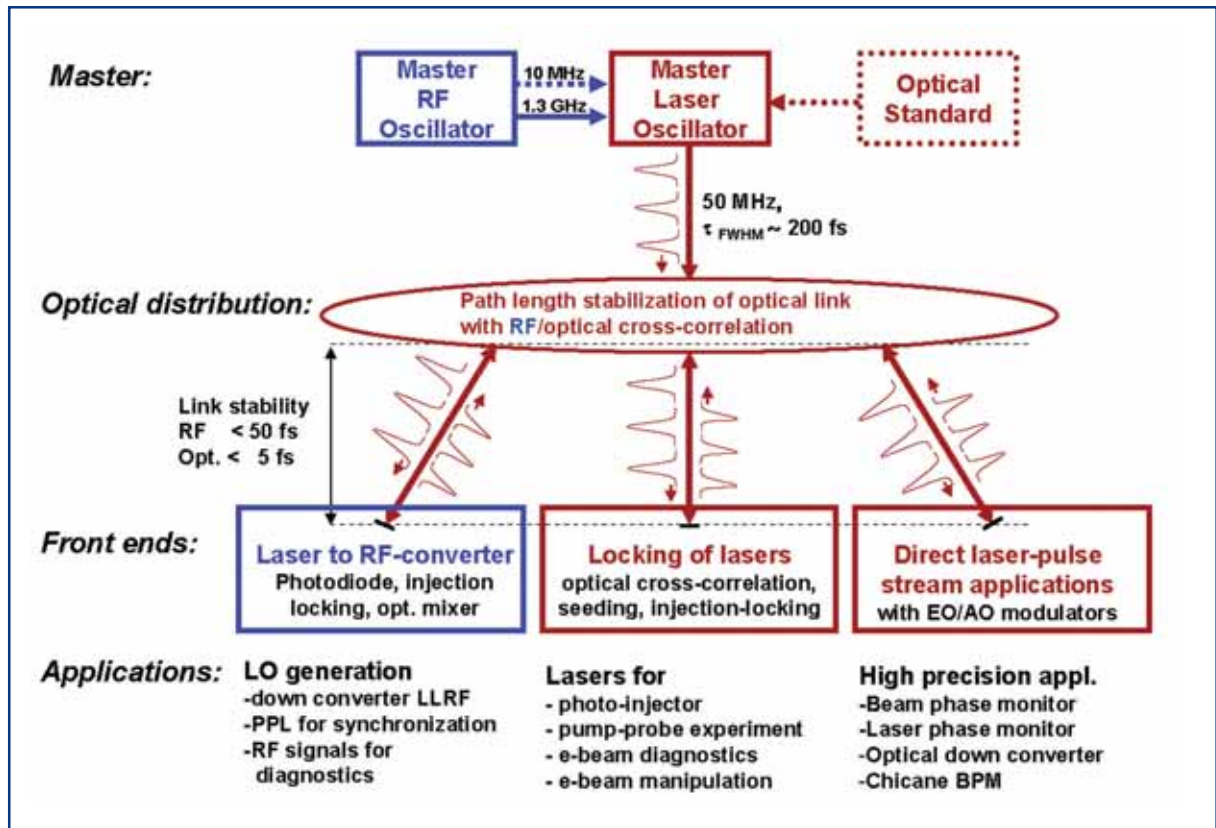 Master:
Master
RF
Oscillator
10 MHz
1.3 GHz
Master
Laser
Oscillator
Optical
Standard
50 MHz,
τ FWHM ~ 200 fs
Optical distribution:
Path length stabilization of optical link
with RF/optical cross-correlation
Link stability
RF < 50 fs
Opt. < 5 fs
Front ends:
Laser to RF-converter
Photodiode, injection
locking, opt. mixer
Locking of lasers
optical cross-correlation,
seeding, injection-locking
Direct laser-pulse
stream applications
with EO/AO modulators
Applications:
LO generation
-down converter LLRF
-PPL for synchronization
-RF signals for
diagnostics
Lasers for
- photo-injector
- pump-probe experiment
- e-beam diagnostics
- e-beam manipulation
High precision appl.
-Beam phase monitor
-Laser phase monitor
-Optical down converter
-Chicane BPM